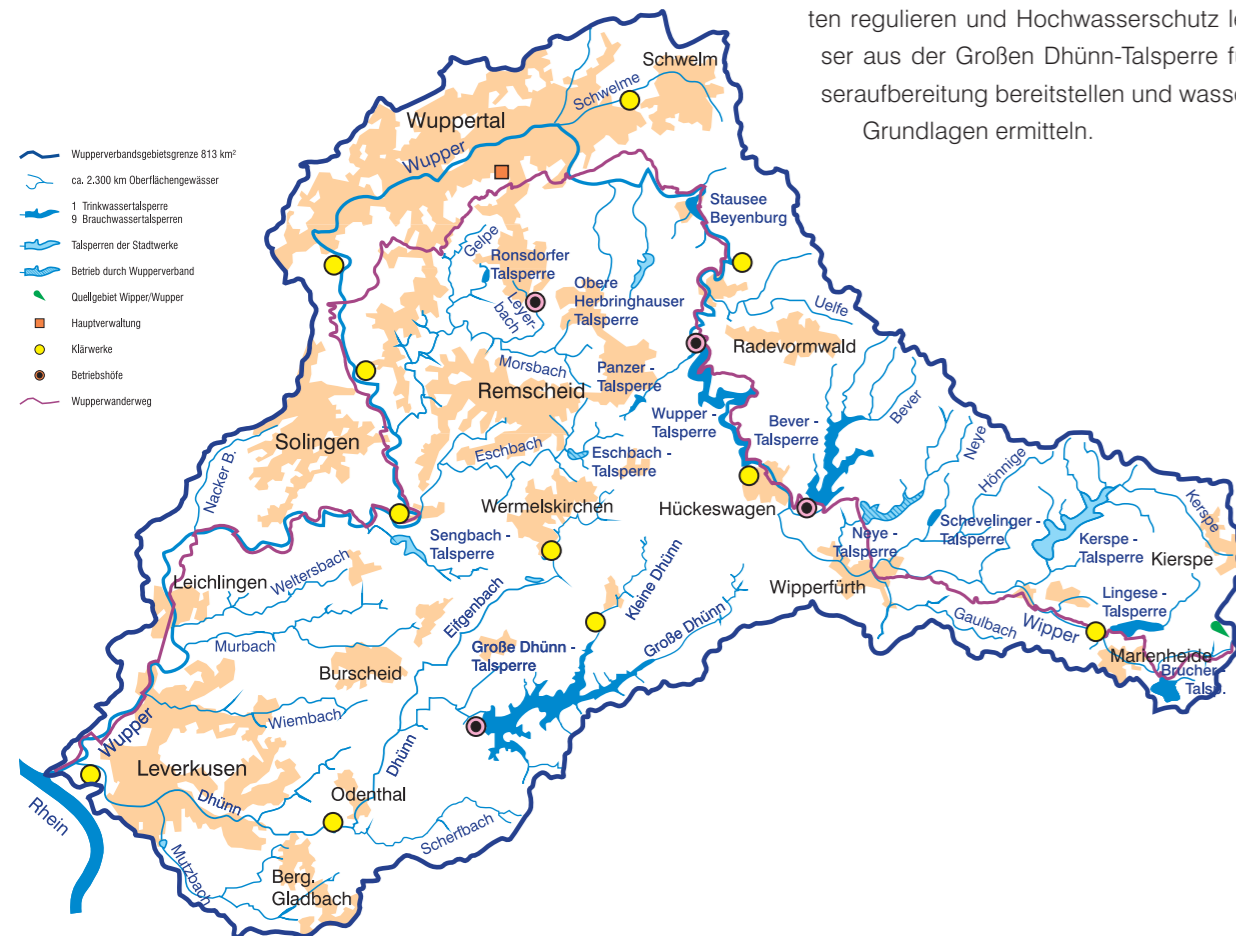 ten regulieren und Hochwasserschutz le
ser aus der Großen Dhünn-Talsperre fü
seraufbereitung bereitstellen und wasse
Grundlagen ermitteln.
Wupperverbandsgebietsgrenze 813 km²
ca. 2.300 km Oberflächengewässer
1 Trinkwassertalsperre
9 Brauchwassertalsperren
Talsperren der Stadtwerke
Betrieb durch Wupperverband
Quellgebiet Wipper/Wupper
Hauptverwaltung
Klärwerke
Betriebshöfe
Wupperwanderweg
Schwelm
Schwelme
Wuppertal
Wupper
Stausee
Beyenburg
Gelpe
Ronsdorfer
Talsperre
Leyer-
bach
Obere
Herbringhauser
Talsperre
Uelfe
Radevormwald
Morsbach
Panzer -
Talsperre
Remscheid
Wupper -
Talsperre
Bever -
Talsperre
Bever
Neye
Hönnige
Solingen
Eschbach
Eschbach -
Talsperre
Nacker B.
Wermelskirchen
Hückeswagen
Sengbach -
Talsperre
Neye -
Talsperre
Schevelinger -
Talsperre
Kerspe -
Talsperre
Kerspe
Kierspe
Leichlingen
Weltersbach
Eifgenbach
Kleine Dhünn
Wipperfürth
Lingese -
Talsperre
Gaulbach
Wipper
Marienheide
Brucher -
Talsp.
Murbach
Burscheid
Große Dhünn -
Talsperre
Große Dhünn
Wiembach
Wupper
Leverkusen
Dhünn
Dhünn
Odenthal
Rhein
Scherfbach
Mutzbach
Berg.
Gladbach